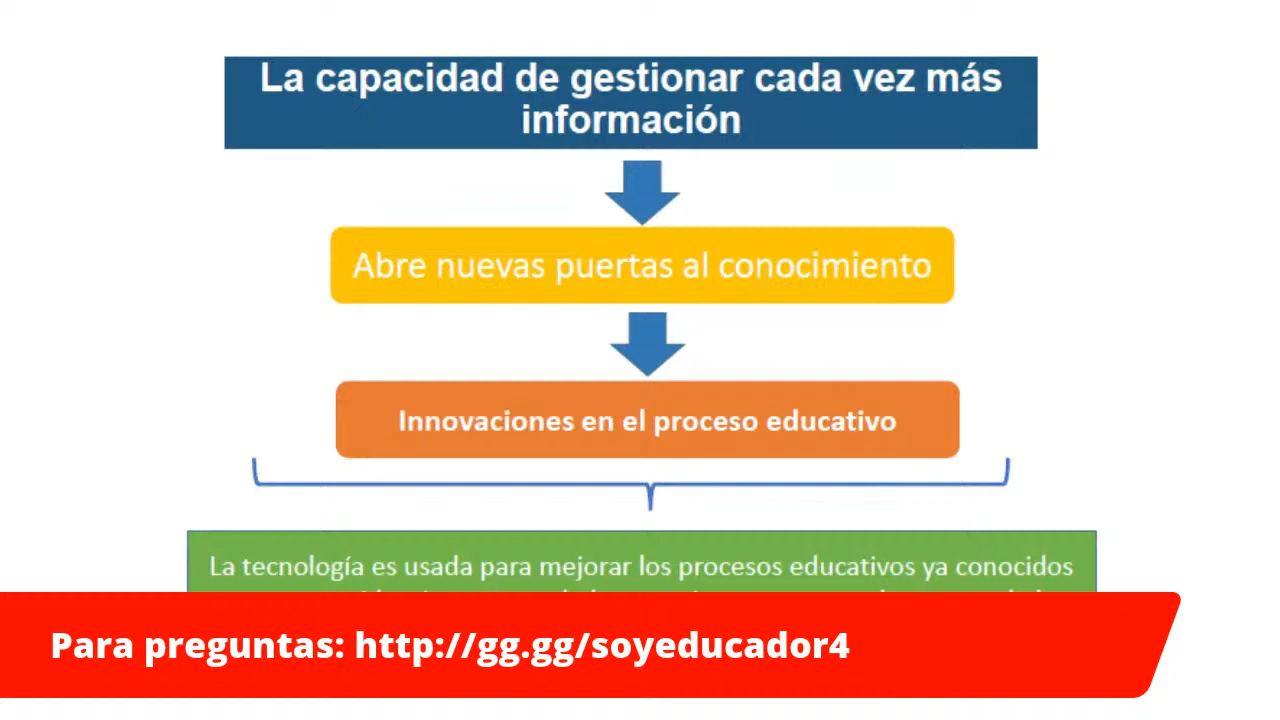 La capacidad de gestionar cada vez más
información
Abre nuevas puertas al conocimiento
Innovaciones en el proceso educativo
La tecnología es usada para mejorar los procesos educativos ya conocidos
Para preguntas: http://gg.gg/soyeducador4